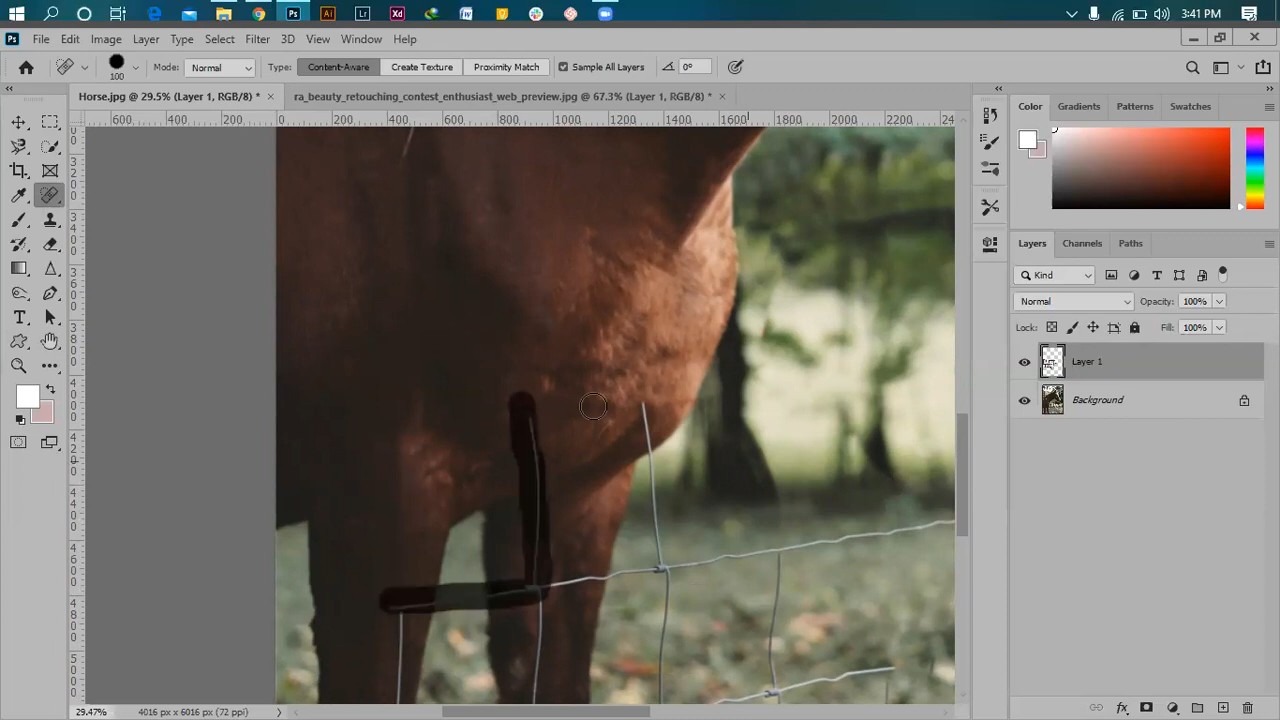 3:41 PM
File Edit Image Layer Type Select Filter 3D View Window Help
100 Mode: Normal Type: Content-Aware Create Texture Proximity Match Sample All Layers 0°
Horse.jpg @ 29.5% (Layer 1, RGB/8) * ra_beauty_retouching_contest_enthusiast_web_preview.jpg @ 67.3% (Layer 1, RGB/8) *
600 400 200 0 200 400 600 800 1000 1200 1400 1600 1800 2000 2200 24
Color Gradients Patterns Swatches
Layers Channels Paths
Kind
Normal Opacity: 100%
Lock: Fill: 100%
Layer 1
Background
29.47% 4016 px x 6016 px (72 ppi)